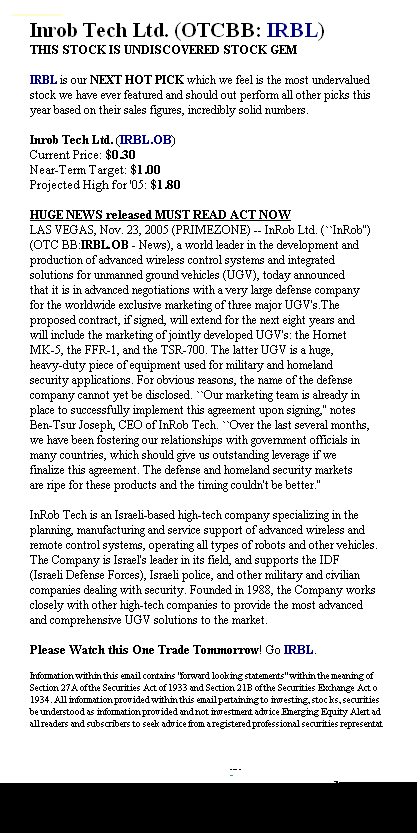 Inrob Tech Ltd. (OTCBB: IRBL)
THIS STOCK IS UNDISCOVERED STOCK GEM
IRBL is our NEXT HOT PICK which we feel is the most undervalued
stock we have ever featured and should out perform all other picks this
year based on their sales figures, incredibly solid numbers.
Inrob Tech Ltd. (IRBL.OB)
Current Price: $0.30
Near-Term Target: $1.00
Projected High for '05: $1.80
HUGE NEWS released MUST READ ACT NOW
LAS VEGAS, Nov. 23, 2005 (PRIMEZONE) -- InRob Ltd. (``InRob'')
(OTC BB:IRBL.OB - News), a world leader in the development and
production of advanced wireless control systems and integrated
solutions for unmanned ground vehicles (UGV), today announced
that it is in advanced negotiations with a very large defense company
for the worldwide exclusive marketing of three major UGV's.The
proposed contract, if signed, will extend for the next eight years and
will include the marketing of jointly developed UGV's: the Hornet
MK-5, the FFR-1, and the TSR-700. The latter UGV is a huge,
heavy-duty piece of equipment used for military and homeland
security applications. For obvious reasons, the name of the defense
company cannot yet be disclosed. ``Our marketing team is already in
place to successfully implement this agreement upon signing,'' notes
Ben-Tsur Joseph, CEO of InRob Tech. ``Over the last several months,
we have been fostering our relationships with government officials in
many countries, which should give us outstanding leverage if we
finalize this agreement. The defense and homeland security markets
are ripe for these products and the timing couldn't be better.''
InRob Tech is an Israeli-based high-tech company specializing in the
planning, manufacturing and service support of advanced wireless and
remote control systems, operating all types of robots and other vehicles.
The Company is Israel's leader in its field, and supports the IDF
(Israeli Defense Forces), Israeli police, and other military and civilian
companies dealing with security. Founded in 1988, the Company works
closely with other high-tech companies to provide the most advanced
and comprehensive UGV solutions to the market.
Please Watch this One Trade Tommorrow! Go IRBL.
Information within this email contains "forward looking statements" within the meaning of
Section 27A of the Securities Act of 1933 and Section 21B of the Securities Exchange Act o
1934. All information provided within this email pertaining to investing, stocks, securities
be understood as information provided and not investment advice Emerging Equity Alert ad
all readers and subscribers to seek advice from a registered professional securities representat